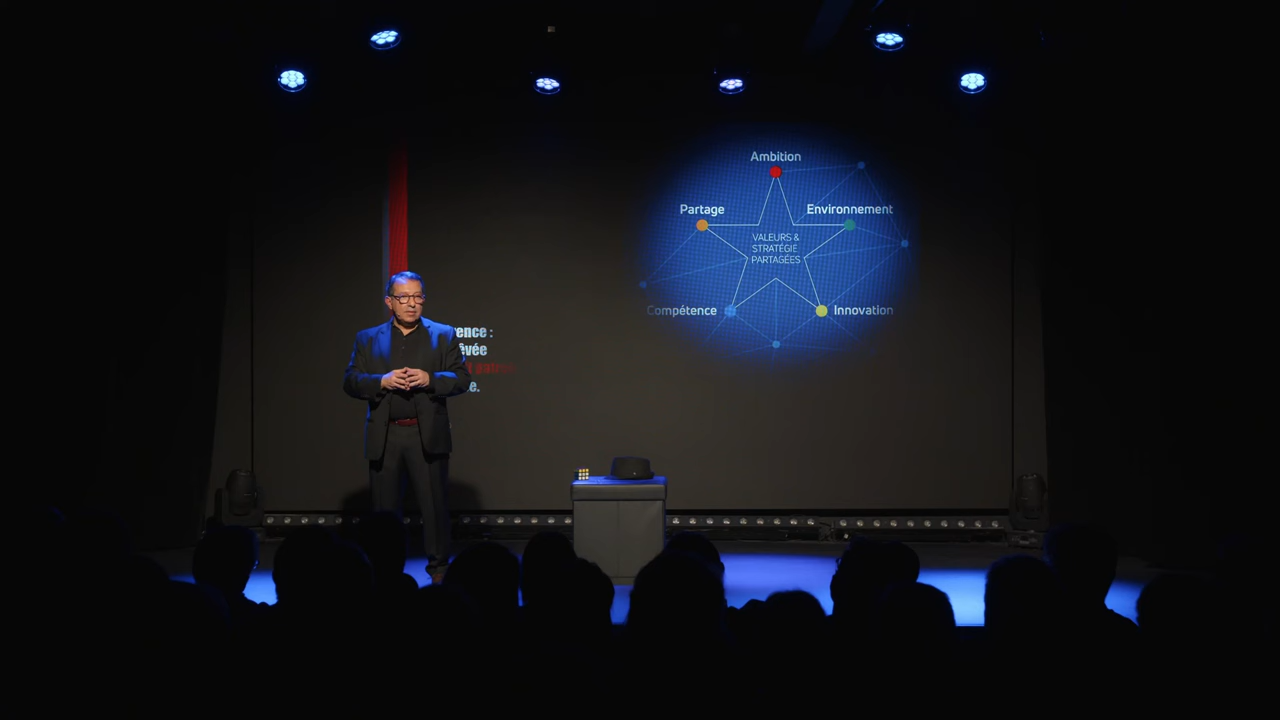 Ambition
Partage
Environnement
VALEURS &
STRATÉGIE
PARTAGÉES
Compétence
Innovation
:
e.